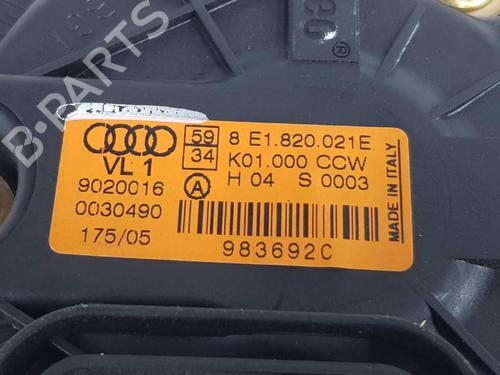 59
34
8 E1.820.021E
VL 1
K01.000 CCW
9020016
A
H 04 S 0003
0030490
175/05
983692C
MADE IN ITALY
B-PARTS